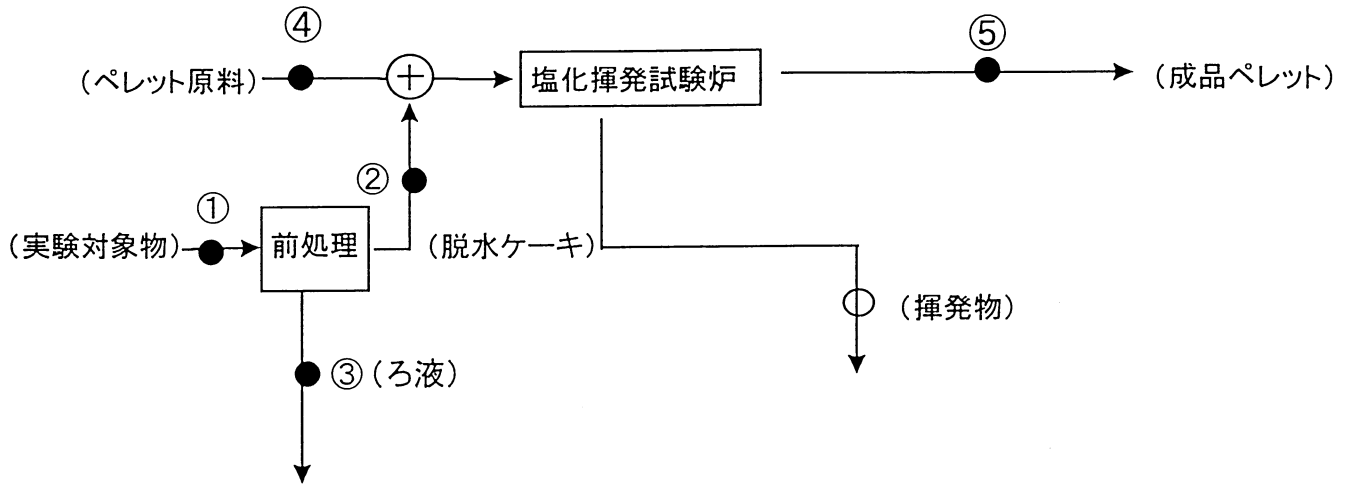 ④
⑤
(ペレット原料)
+
塩化揮発試験炉
(成品ペレット)
②
①
(実験対象物)
前処理
(脱水ケーキ)
(揮発物)
③(ろ液)